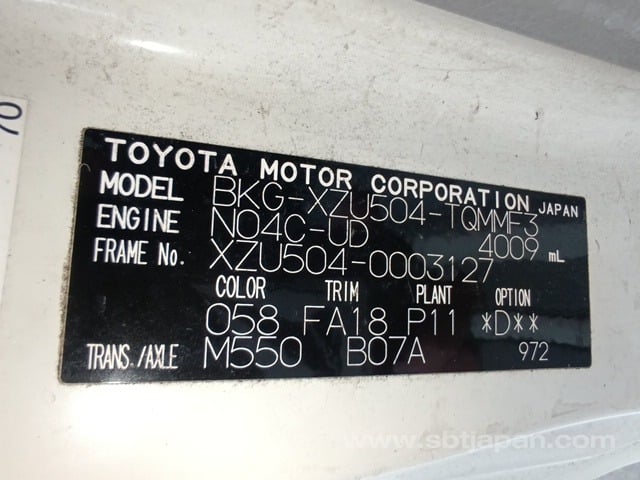 70
TOYOTA MOTOR CORPORATION JAPAN
MODEL BKG-XZU504-TQMMF3
ENGINE N04C-UD 4009 mL
FRAME No. XZU504-0003127
COLOR TRIM PLANT OPTION
058 FA18 P11 *D**
TRANS./AXLE M550 B07A 972
www.sbtjapan.com